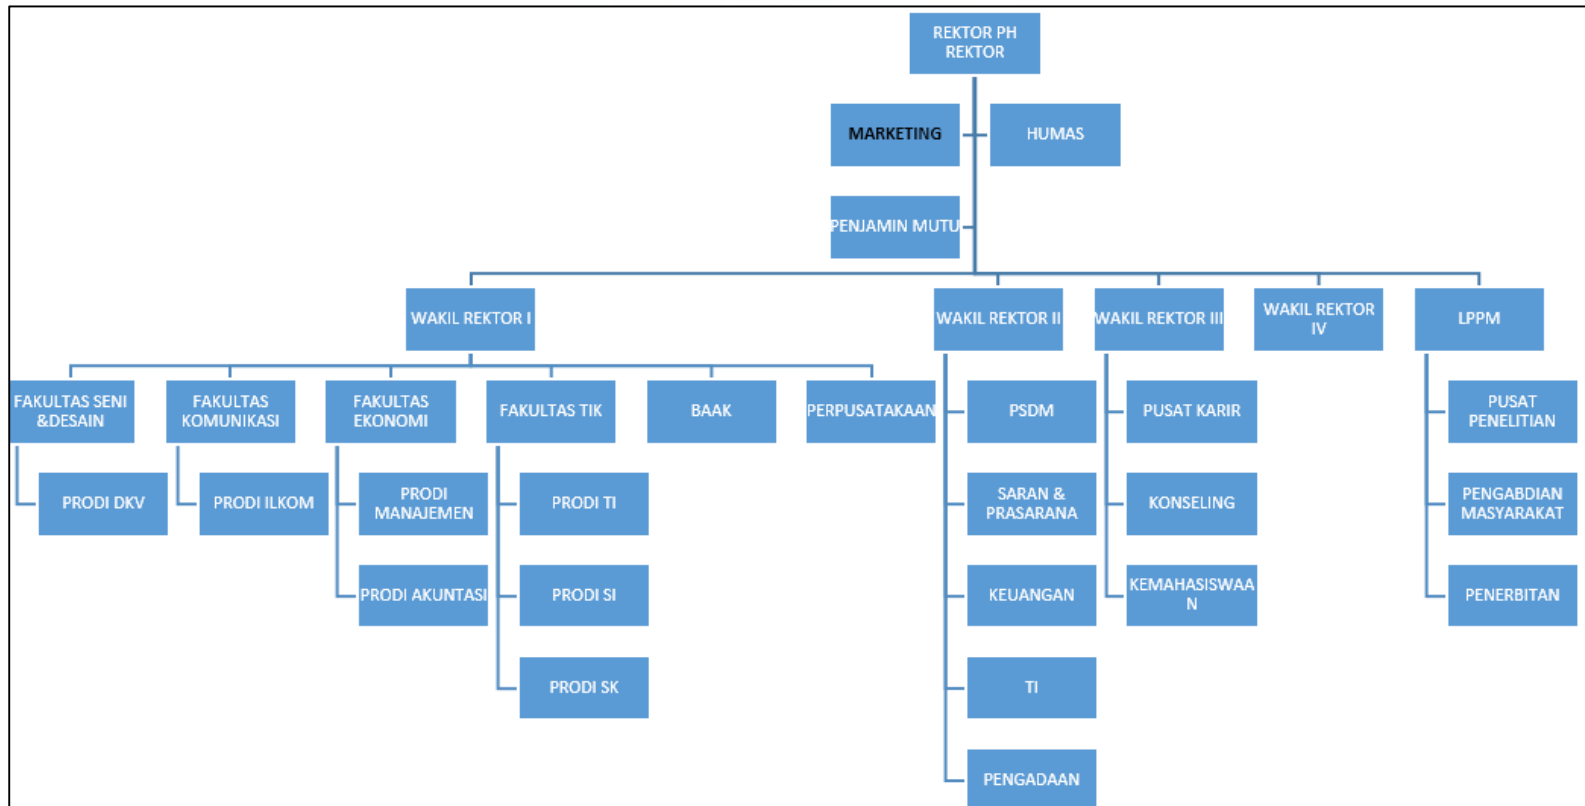 REKTOR PH
REKTOR
MARKETING
HUMAS
PENJAMIN MUTU
WAKIL REKTOR I
WAKIL REKTOR II
WAKIL REKTOR III
WAKIL REKTOR
IV
LPPM
FAKULTAS SENI
&DESAIN
FAKULTAS
KOMUNIKASI
FAKULTAS
EKONOMI
FAKULTAS TIK
BAAK
PERPUSATAKAAN
PSDM
PUSAT KARIR
PUSAT
PENELITIAN
PRODI DKV
PRODI ILKOM
PRODI
MANAJEMEN
PRODI TI
SARAN &
PRASARANA
KONSELING
PENGABDIAN
MASYARAKAT
PRODI AKUNTASI
PRODI SI
KEUANGAN
KEMAHASISWAA
N
PENERBITAN
PRODI SK
TI
PENGADAAN